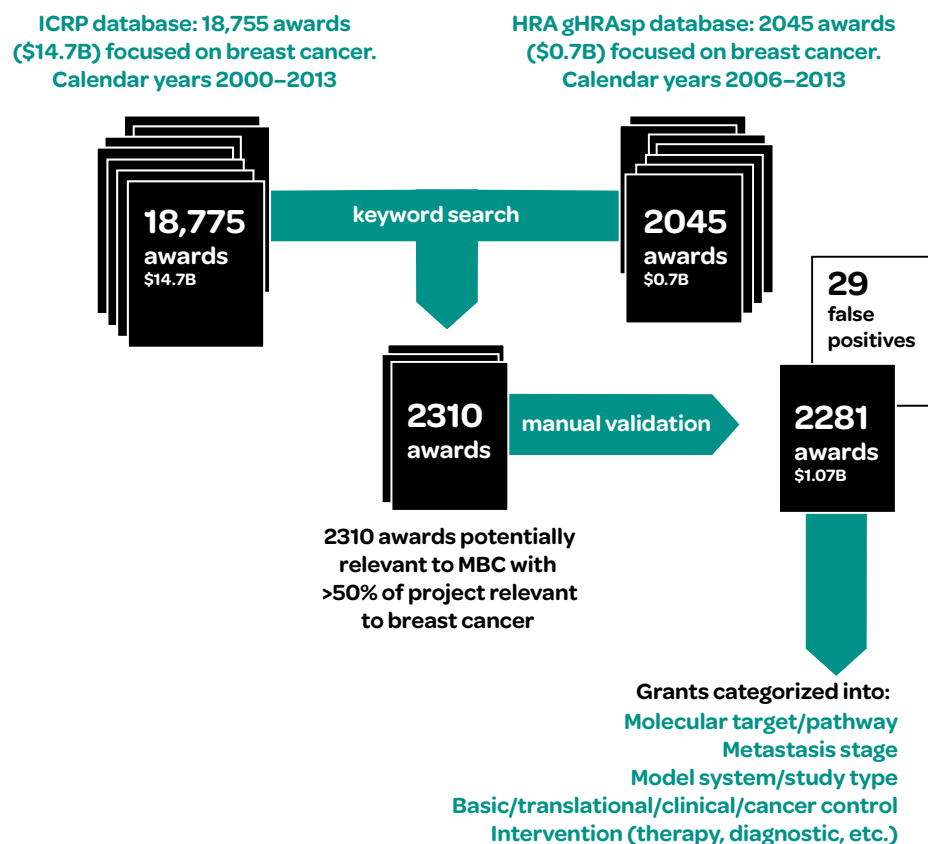 ICRP database: 18,755 awards
($14.7B) focused on breast cancer.
Calendar years 2000–2013
HRA gHRAsp database: 2045 awards
($0.7B) focused on breast cancer.
Calendar years 2006–2013
18,775
awards
$14.7B
keyword search
2045
awards
$0.7B
29
false
positives
2310
awards
manual validation
2281
awards
$1.07B
2310 awards potentially
relevant to MBC with
>50% of project relevant
to breast cancer
Grants categorized into:
Molecular target/pathway
Metastasis stage
Model system/study type
Basic/translational/clinical/cancer control
Intervention (therapy, diagnostic, etc.)